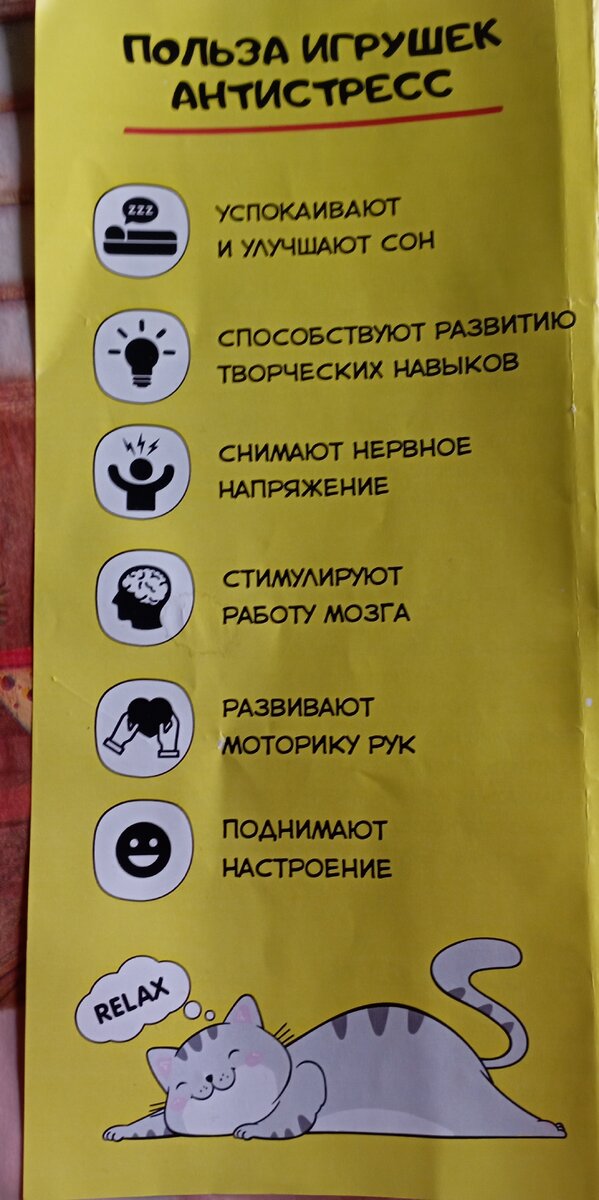 ПОЛЬЗА ИГРУШЕК
АНТИСТРЕСС
zzz
УСПОКАИВАЮТ
И УЛУЧШАЮТ СОН
СПОСОБСТВУЮТ РАЗВИТИЮ
ТВОРЧЕСКИХ НАВЫКОВ
СНИМАЮТ НЕРВНОЕ
НАПРЯЖЕНИЕ
СТИМУЛИРУЮТ
РАБОТУ МОЗГА
РАЗВИВАЮТ
МОТОРИКУ РУК
ПОДНИМАЮТ
НАСТРОЕНИЕ
RELAX